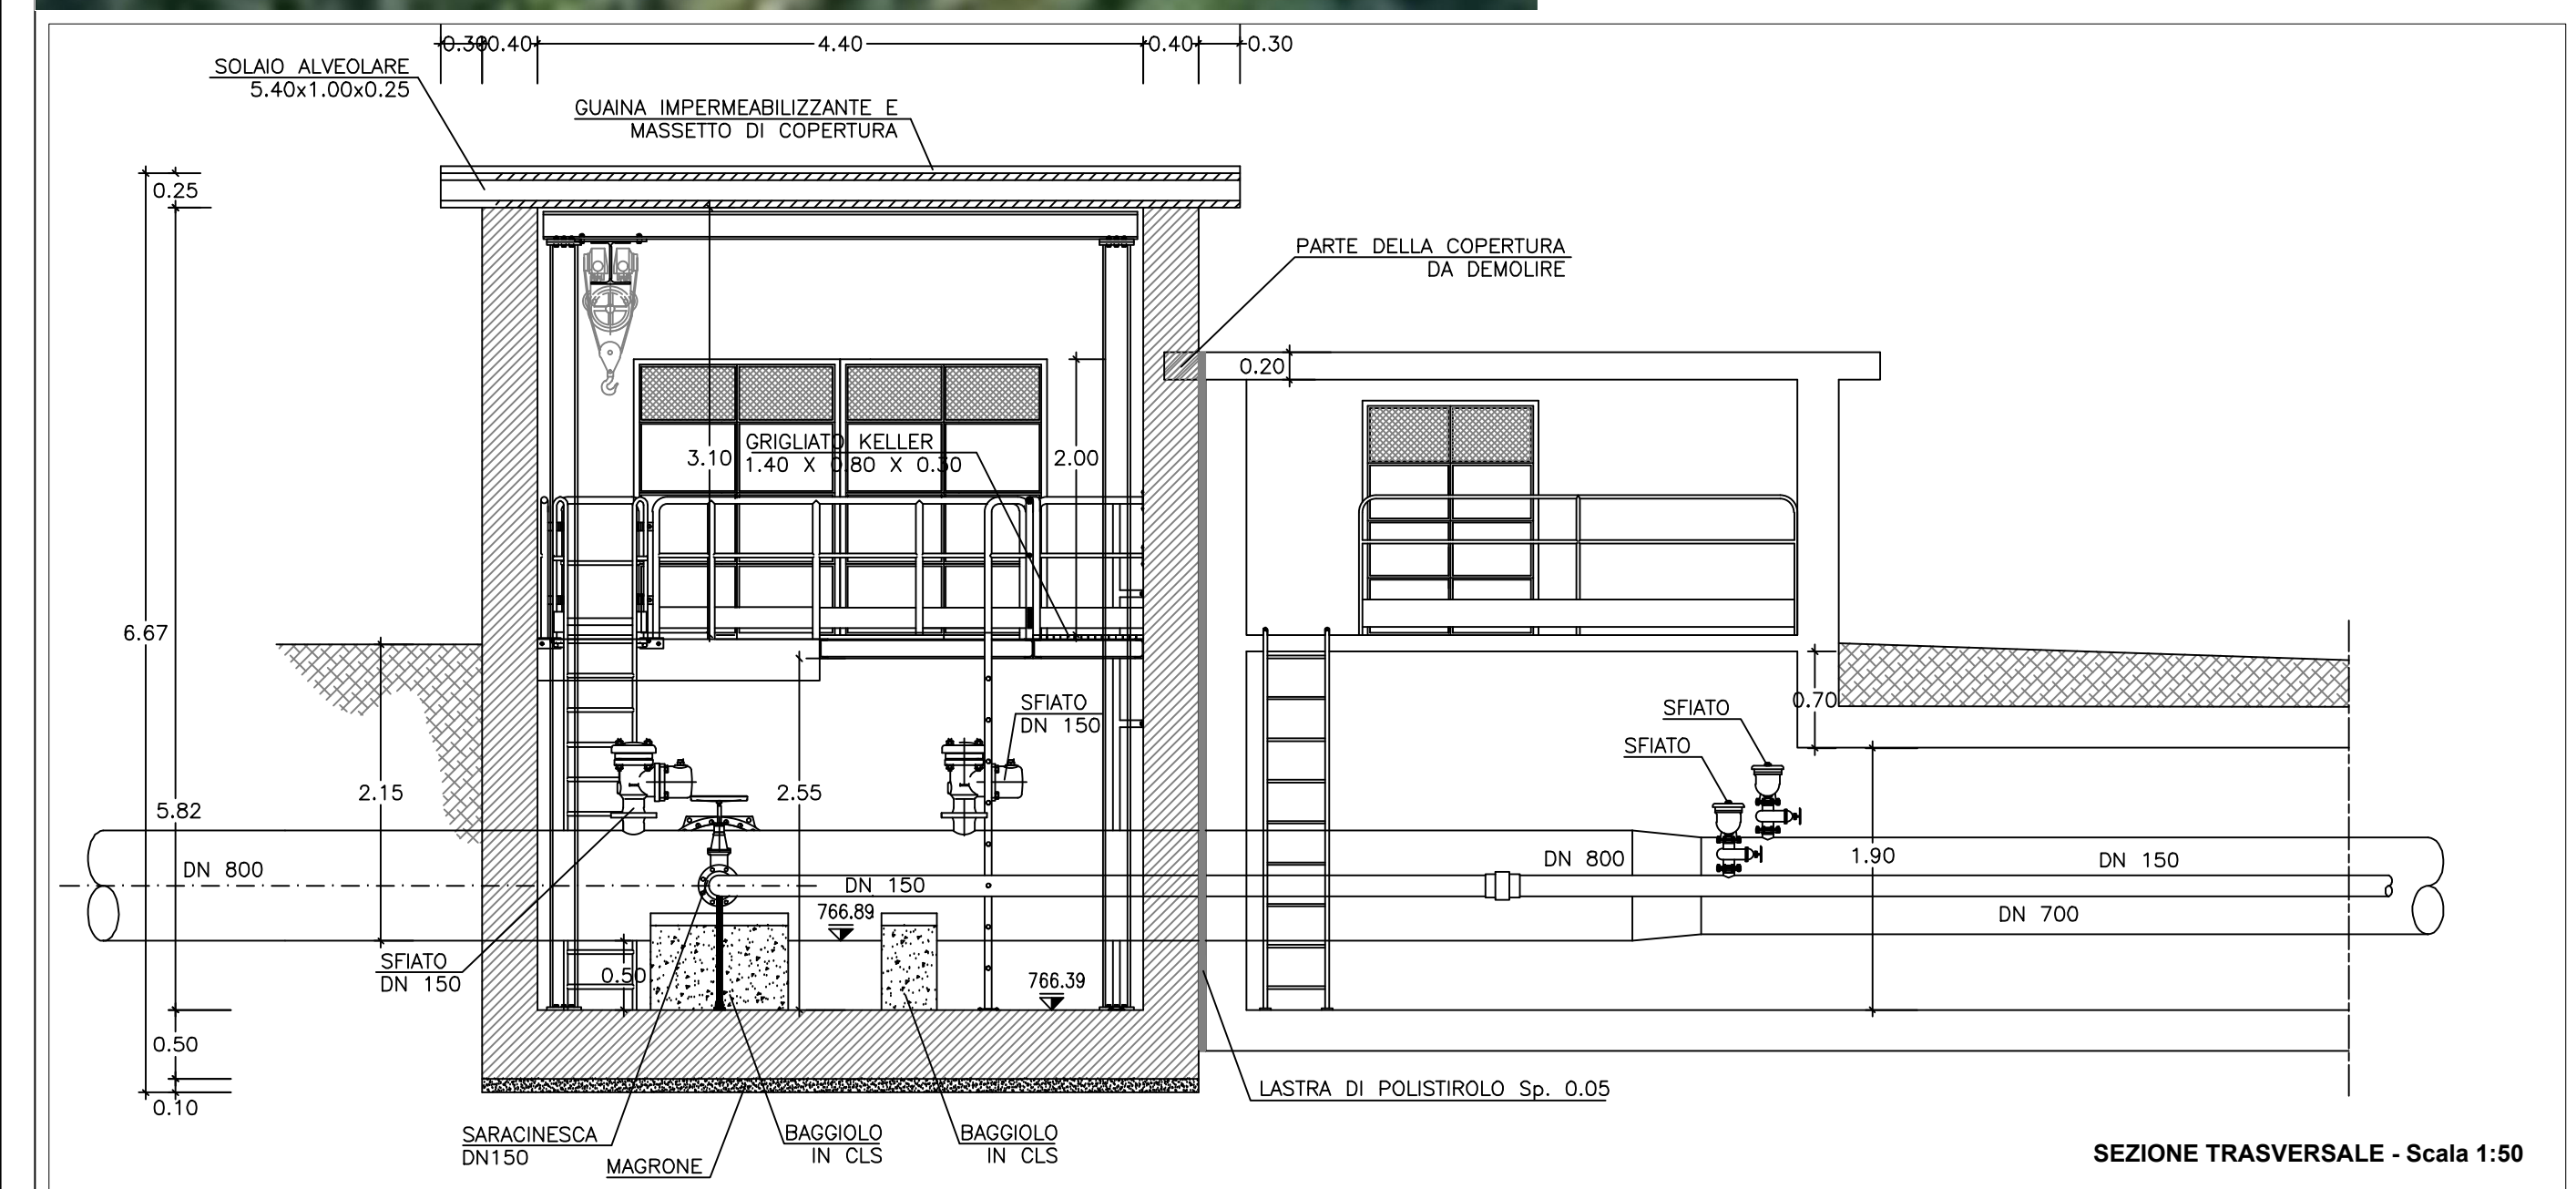 0.30
0.40
4.40
0.40
0.30
SOLAIO ALVEOLARE
5.40x1.00x0.25
GUAINA IMPERMEABILIZZANTE E
MASSETTO DI COPERTURA
0.25
PARTE DELLA COPERTURA
DA DEMOLIRE
0.20
GRIGLIATO KELLER
1.40 X 0.80 X 0.30
3.10
2.00
6.67
5.82
2.15
2.55
SFIATO
DN 150
SFIATO
SFIATO
0.70
DN 800
DN 150
DN 800
1.90
DN 150
DN 700
766.89
766.39
0.50
SFIATO
DN 150
0.50
0.10
LASTRA DI POLISTIROLO Sp. 0.05
SARACINESCA
DN150
MAGRONE
BAGGIOLO
IN CLS
BAGGIOLO
IN CLS
SEZIONE TRASVERSALE - Scala 1:50